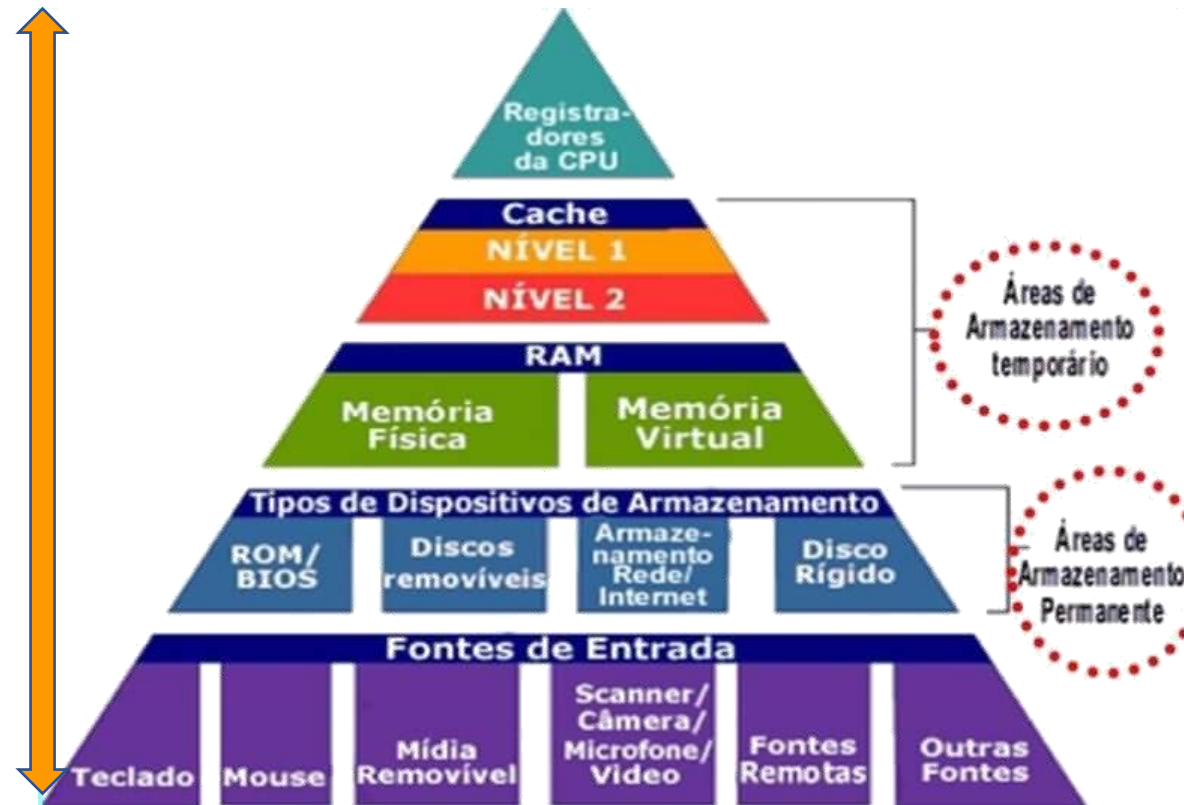 Registra-
dores
da CPU
Cache
NÍVEL 1
NÍVEL 2
Áreas de
Armazenamento
temporário
RAM
Memória
Física
Memória
Virtual
Tipos de Dispositivos de Armazenamento
ROM/
BIOS
Discos
removíveis
Armaze-
namento
Rede/
Internet
Disco
Rígido
Áreas de
Armazenamento
Permanente
Fontes de Entrada
Teclado
Mouse
Mídia
Removível
Scanner/
Câmera/
Microfone/
Video
Fontes
Remotas
Outras
Fontes